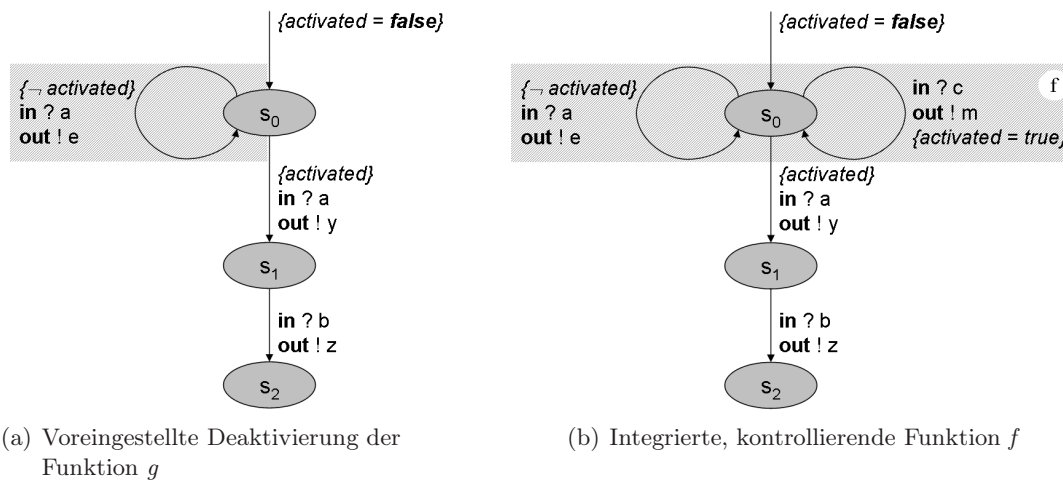 {activated = false}
{¬ activated}
in ? a
out ! e
s0
{activated}
in ? a
out ! y
s1
in ? b
out ! z
s2
(a) Voreingestellte Deaktivierung der
Funktion g
{activated = false}
{¬ activated}
in ? a
out ! e
s0
in ? c
out ! m
{activated = true}
f
{activated}
in ? a
out ! y
s1
in ? b
out ! z
s2
(b) Integrierte, kontrollierende Funktion f